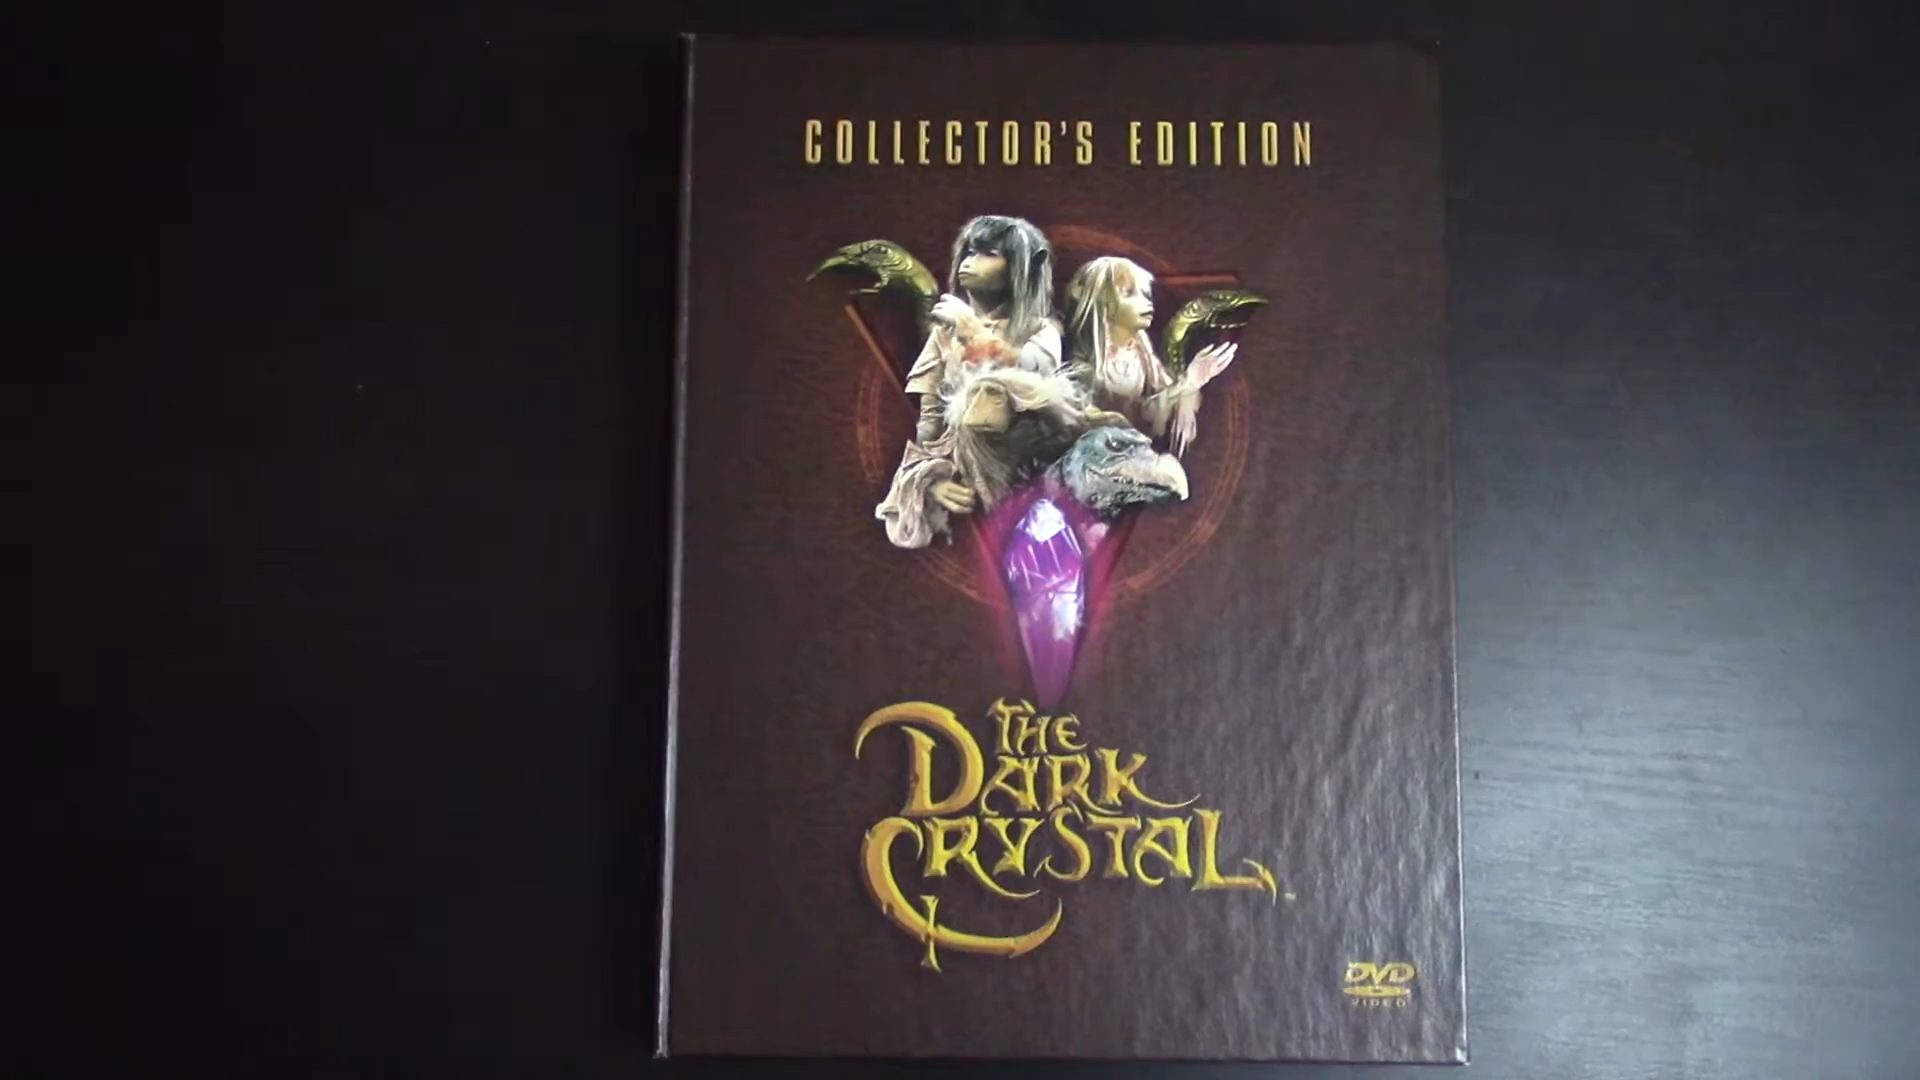 COLLECTOR'S EDITION
THE
DARK
CRYSTAL
DVD
VIDEO